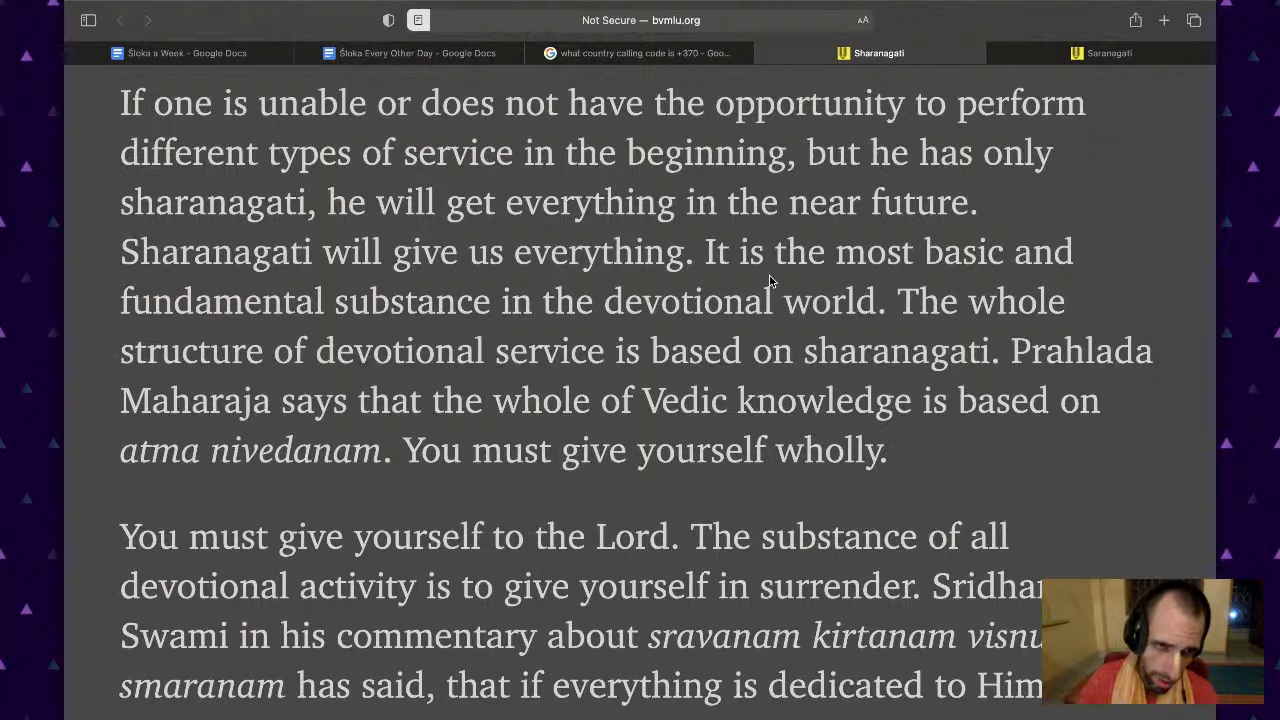 Not Secure — bvmlu.org
AA
Śloka a Week - Google Docs
Śloka Every Other Day - Google Docs
what country calling code is +370 - Goo...
Sharanagati
Saranagati
If one is unable or does not have the opportunity to perform
different types of service in the beginning, but he has only
sharanagati, he will get everything in the near future.
Sharanagati will give us everything. It is the most basic and
fundamental substance in the devotional world. The whole
structure of devotional service is based on sharanagati. Prahlada
Maharaja says that the whole of Vedic knowledge is based on
atma nivedanam. You must give yourself wholly.
You must give yourself to the Lord. The substance of all
devotional activity is to give yourself in surrender. Sridhar
Swami in his commentary about sravanam kirtanam visnu
smaranam has said, that if everything is dedicated to Him